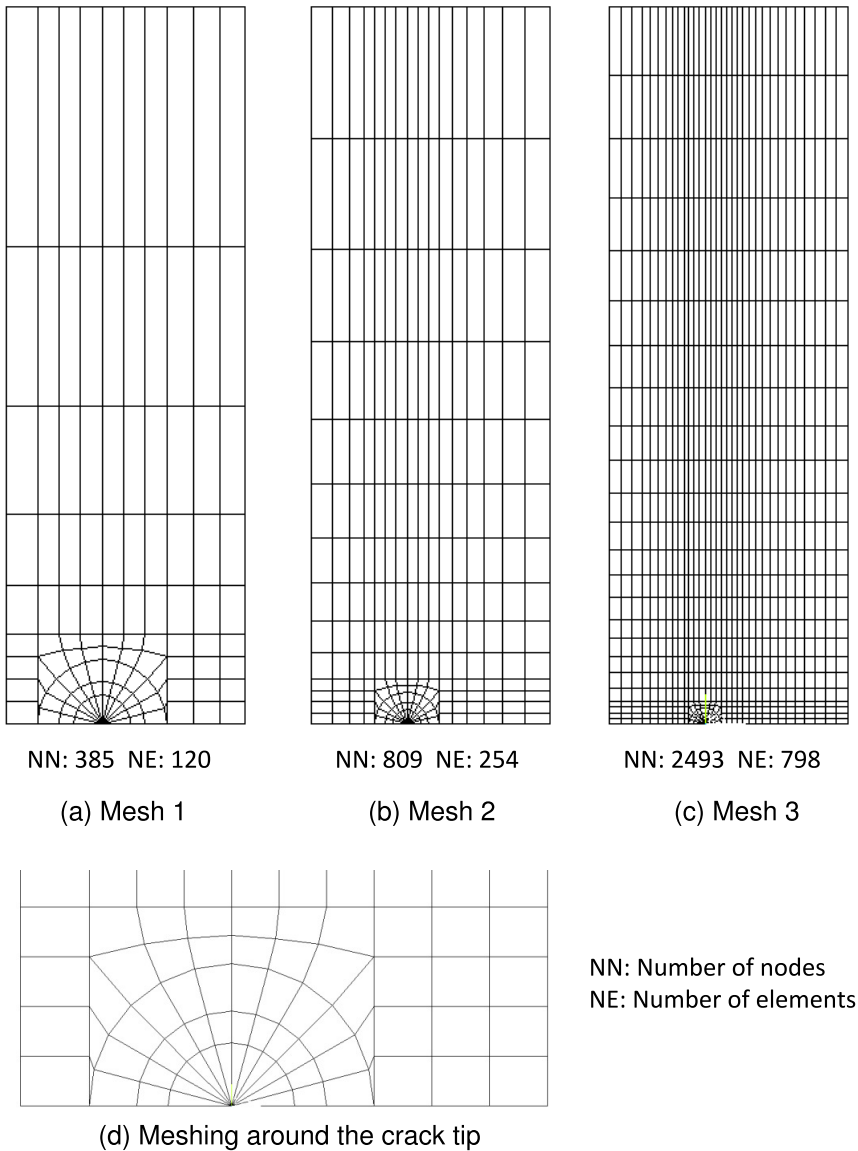 NN: 385 NE: 120
NN: 809 NE: 254
NN: 2493 NE: 798
(a) Mesh 1
(b) Mesh 2
(c) Mesh 3
NN: Number of nodes
NE: Number of elements
(d) Meshing around the crack tip